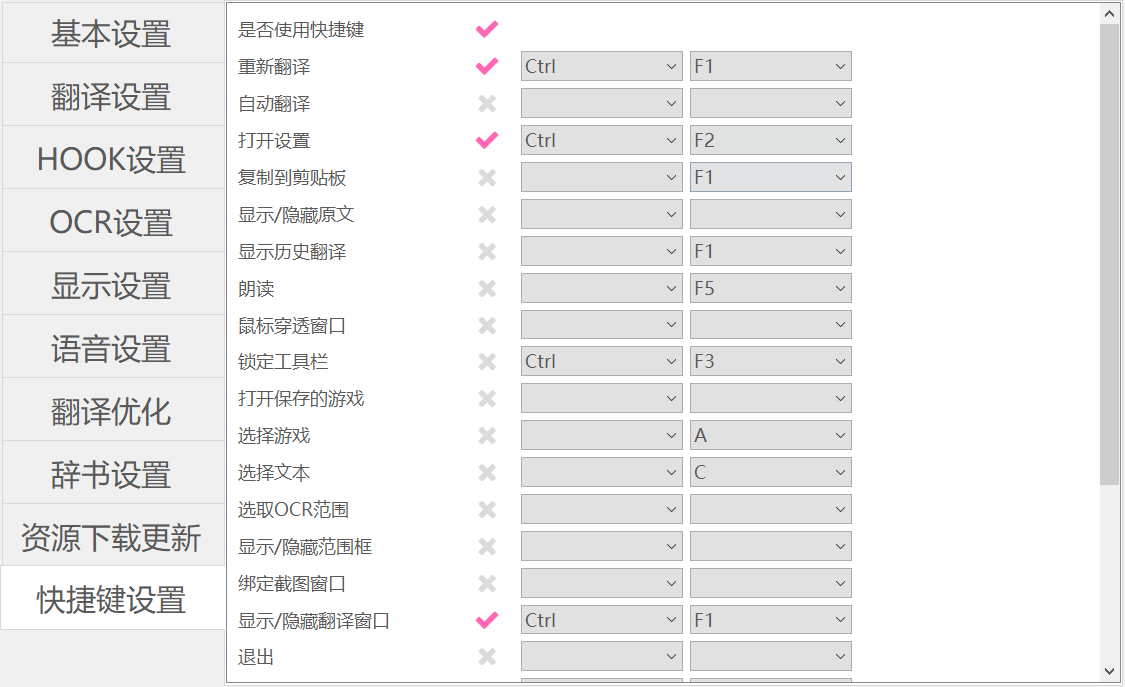 基本设置
翻译设置
HOOK设置
OCR设置
显示设置
语音设置
翻译优化
辞书设置
资源下载更新
快捷键设置
是否使用快捷键
重新翻译 Ctrl F1
自动翻译
打开设置 Ctrl F2
复制到剪贴板 F1
显示/隐藏原文
显示历史翻译 F1
朗读 F5
鼠标穿透窗口
锁定工具栏 Ctrl F3
打开保存的游戏
选择游戏 A
选择文本 C
选取OCR范围
显示/隐藏范围框
绑定截图窗口
显示/隐藏翻译窗口 Ctrl F1
退出